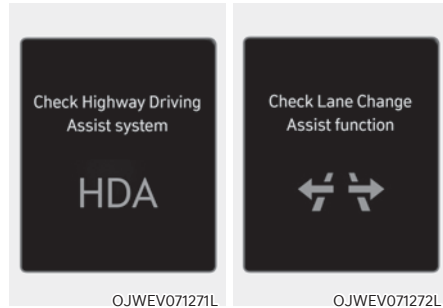 Check Highway Driving
Assist system
HDA
OJWEV071271L
Check Lane Change
Assist function
OJWEV071272L